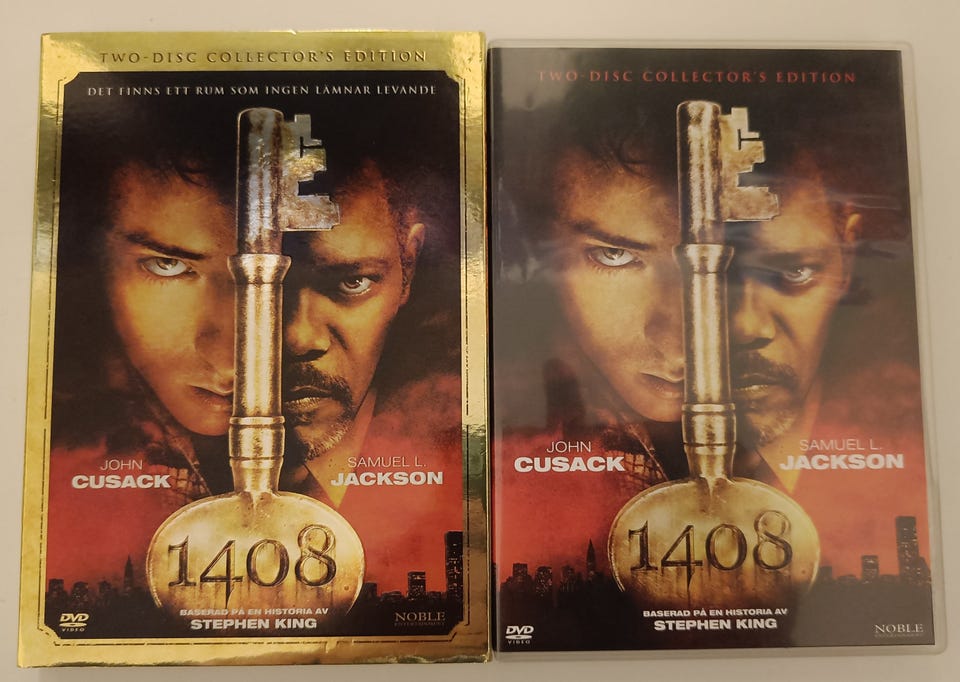 TWO-DISC COLLECTOR'S EDITION
DET FINNS ETT RUM SOM INGEN LÄMNAR LEVANDE
JOHN
CUSACK
SAMUEL L.
JACKSON
1408
BASERAD PÅ EN HISTORIA AV
STEPHEN KING
DVD
VIDEO
NOBLE
ENTERTAINMENT
TWO-DISC COLLECTOR'S EDITION
JOHN
CUSACK
SAMUEL L.
JACKSON
1408
BASERAD PÅ EN HISTORIA AV
STEPHEN KING
DVD
VIDEO
NOBLE
ENTERTAINMENT